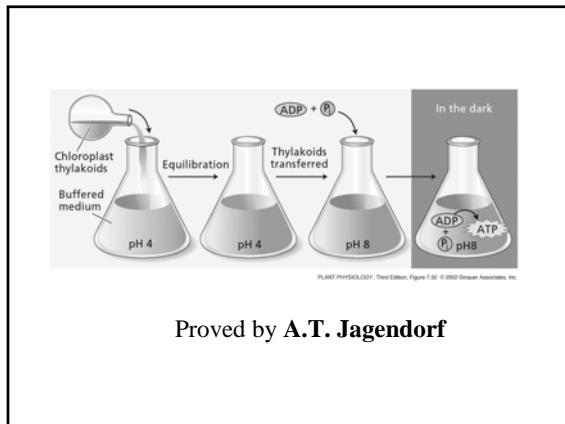 In the dark
ADP + Pi
Chloroplast
thylakoids
Equilibration
Thylakoids
transferred
Buffered
medium
pH 4
pH 4
pH 8
ADP
+
Pi
ATP
pH8
PLANT PHYSIOLOGY, Third Edition, Figure 7.32 © 2002 Sinauer Associates, Inc.
Proved by A.T. Jagendorf